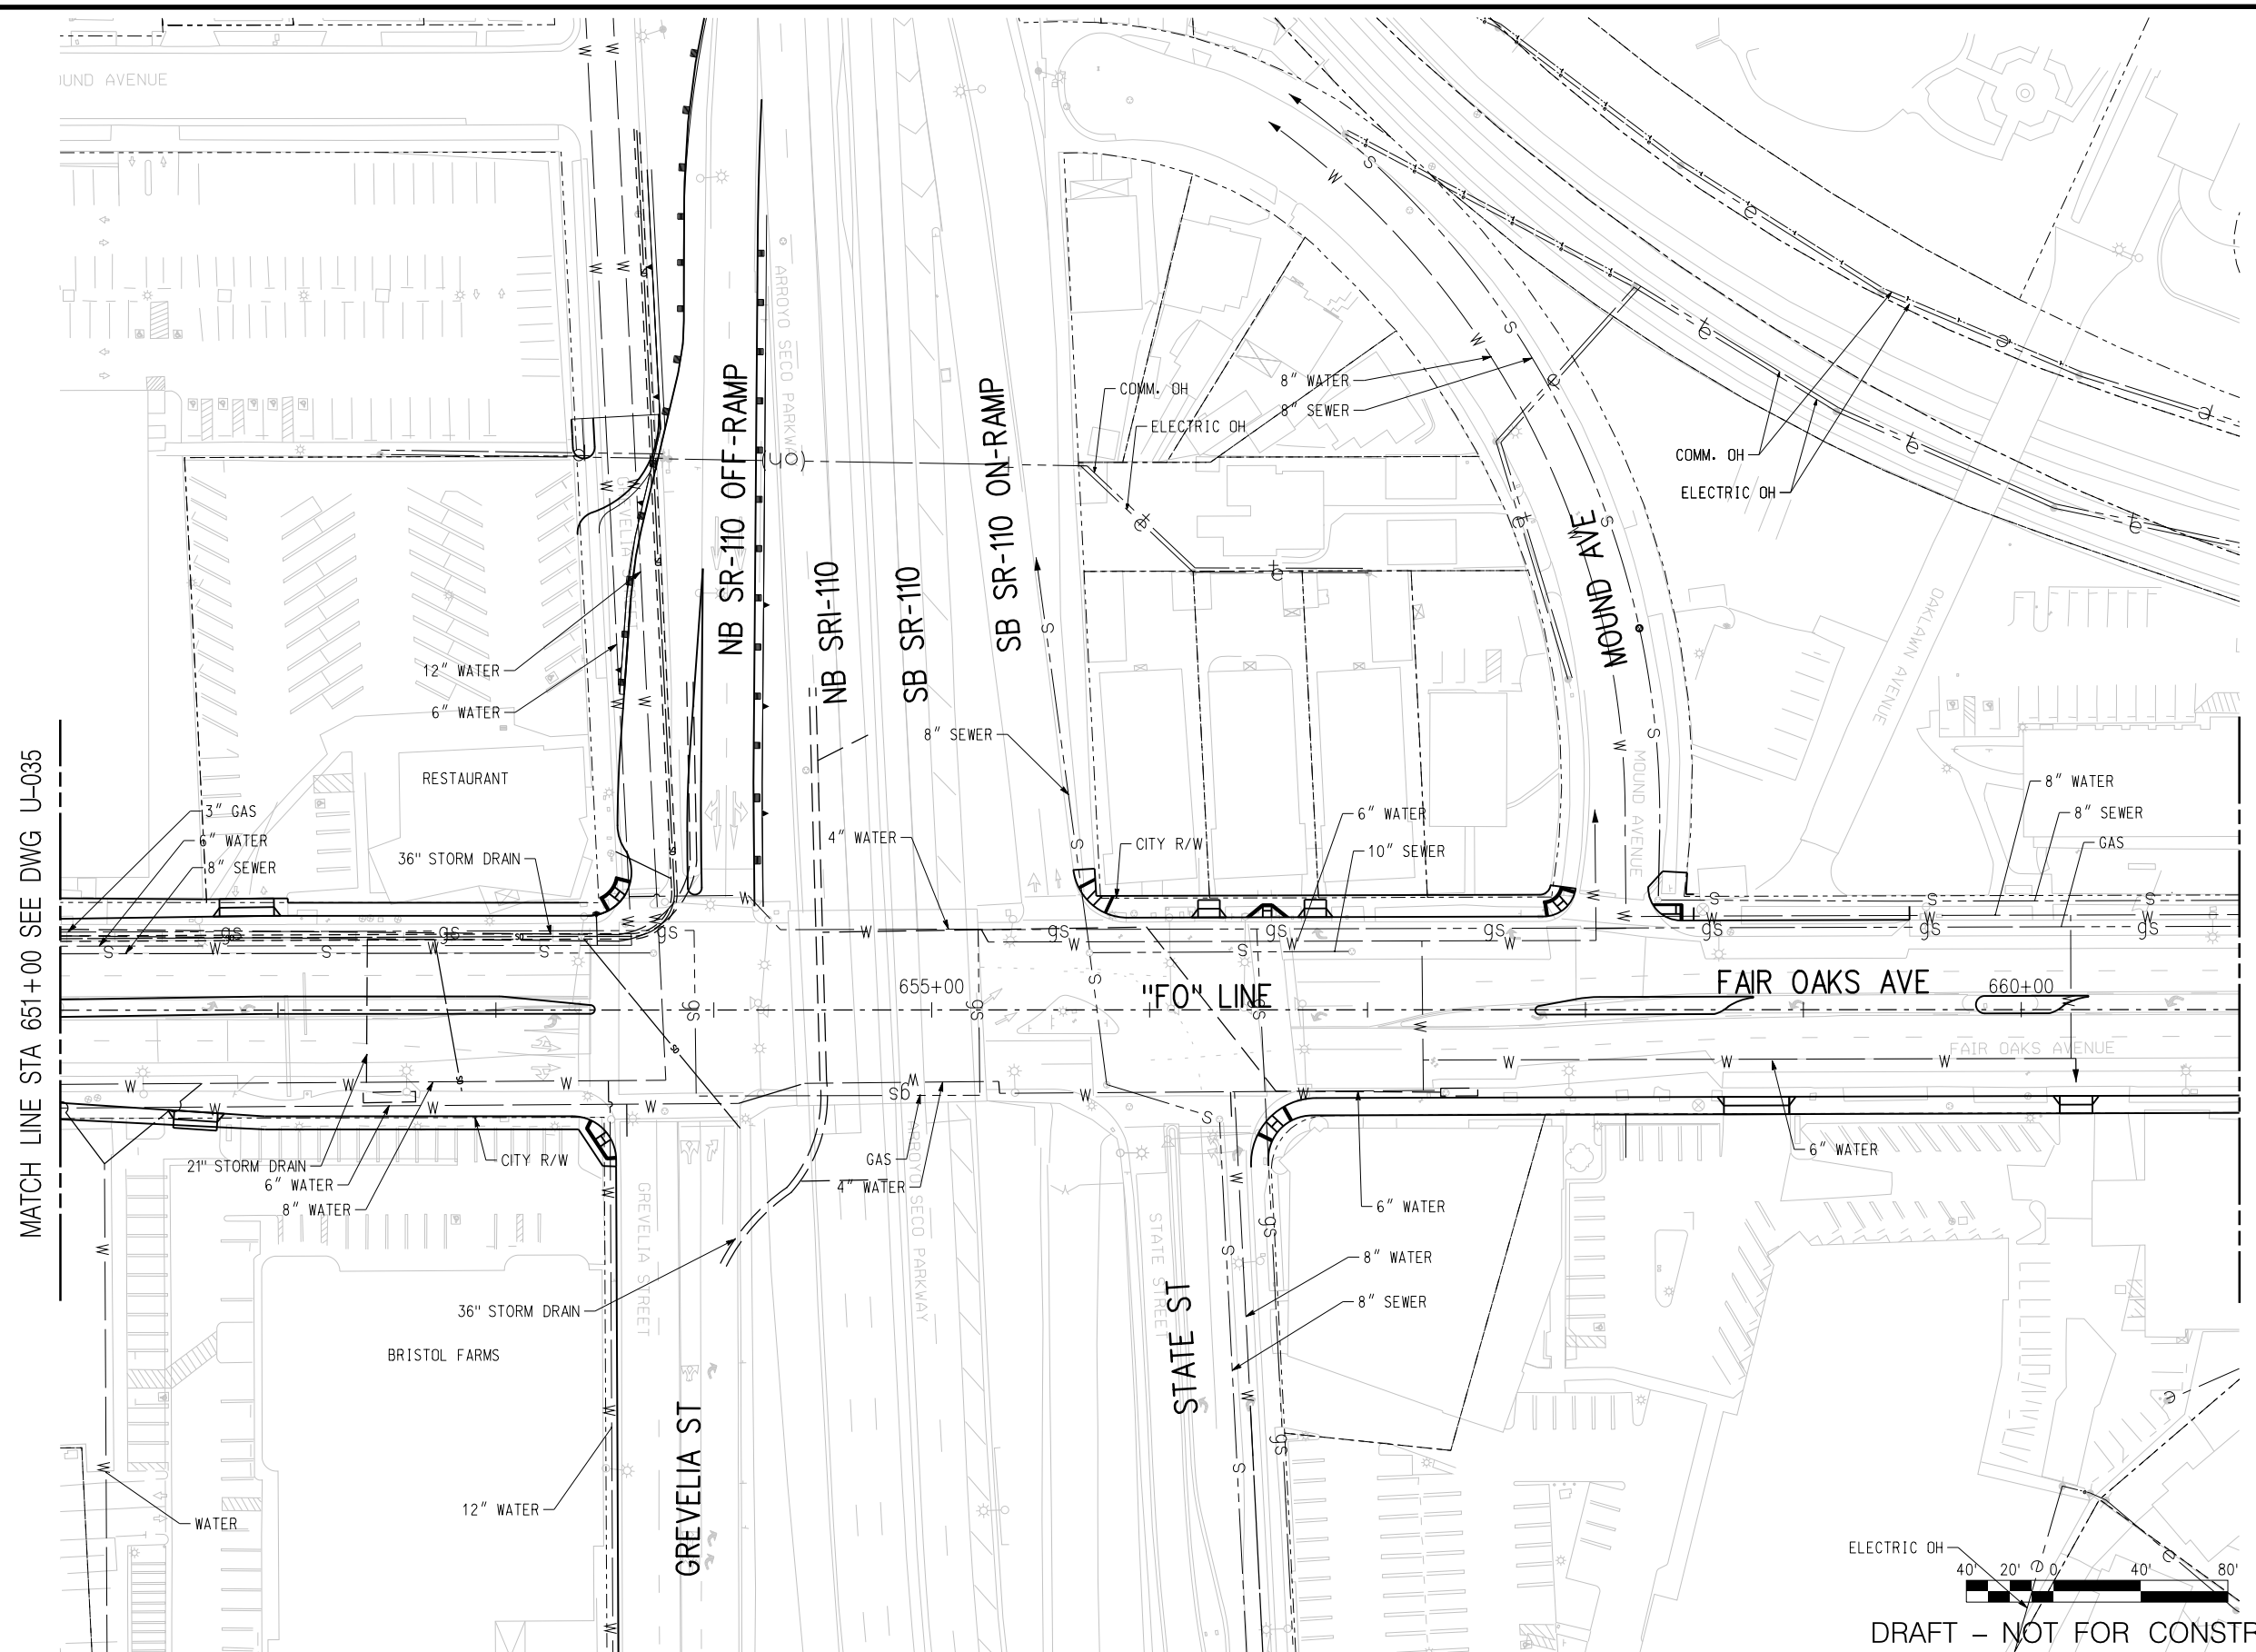 OUND AVENUE
ARROYO SECO PARKWA
NB SR-110 OFF-RAMP
SB SR-110 ON-RAMP
NB SRI-110
SB SR-110
MOUND AVE
COMM. OH
ELECTRIC OH
8" WATER
8" SEWER
(oh)
COMM. OH
ELECTRIC OH
OAKLAWN AVENUE
12" WATER
6" WATER
RESTAURANT
8" SEWER
MOUND AVENUE
3" GAS
6" WATER
8" SEWER
36" STORM DRAIN
4" WATER
CITY R/W
6" WATER
10" SEWER
8" WATER
8" SEWER
GAS
655+00
"FO" LINE
FAIR OAKS AVE
660+00
FAIR OAKS AVENUE
MATCH LINE STA 651+00 SEE DWG U-035
21" STORM DRAIN
6" WATER
8" WATER
CITY R/W
GAS
4" WATER
6" WATER
6" WATER
8" WATER
8" SEWER
GREVELIA STREET
ARROYO SECO PARKWAY
STATE STREET
36" STORM DRAIN
BRISTOL FARMS
STATE ST
GREVELIA ST
12" WATER
WATER
ELECTRIC OH
40' 20' 0 40' 80'
DRAFT - NOT FOR CONSTR